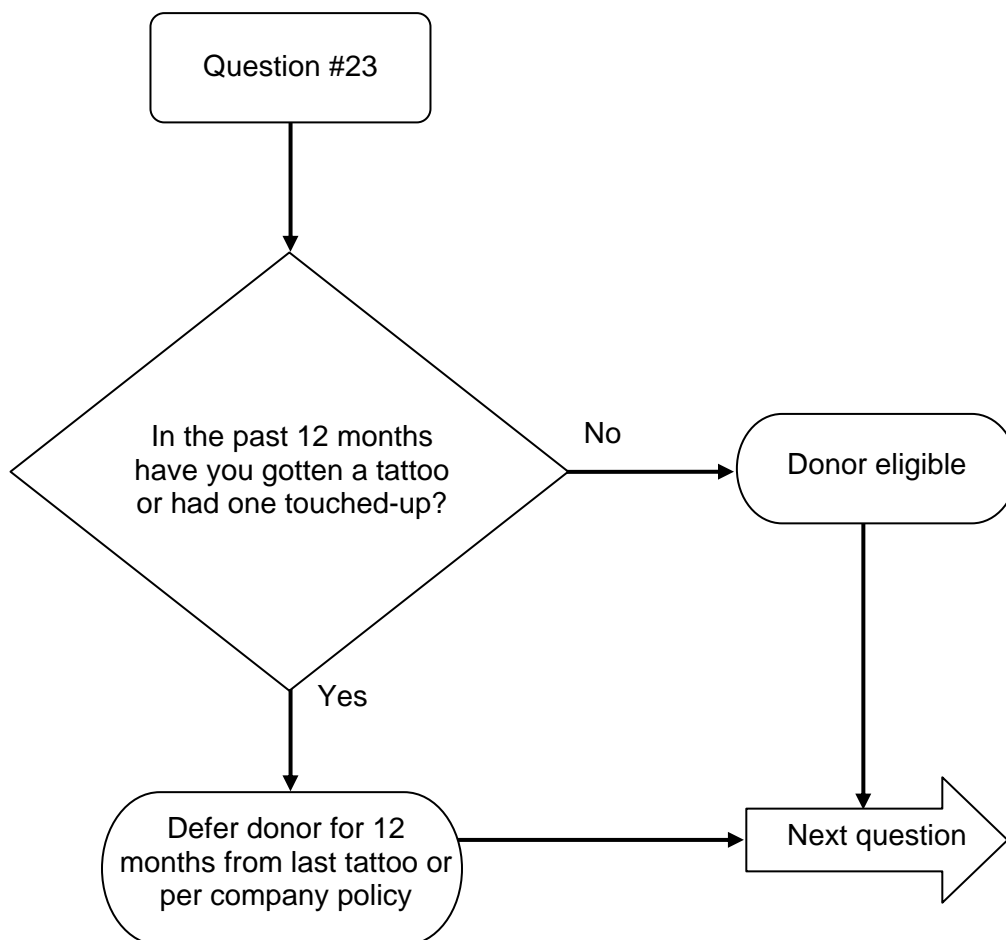 Question #23
In the past 12 months
have you gotten a tattoo
or had one touched-up?
No
Donor eligible
Yes
Defer donor for 12
months from last tattoo or
per company policy
Next question